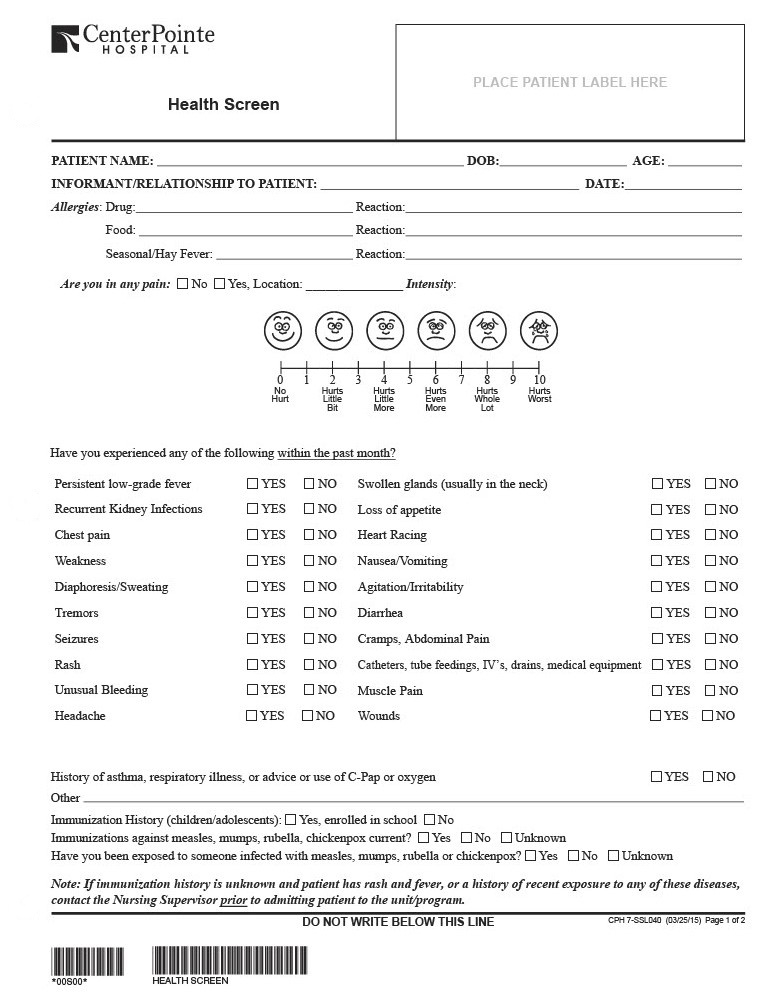 CenterPointe
HOSPITAL
PLACE PATIENT LABEL HERE
Health Screen
PATIENT NAME: DOB: AGE:
INFORMANT/RELATIONSHIP TO PATIENT: DATE:
Allergies: Drug: Reaction:
Food: Reaction:
Seasonal/Hay Fever: Reaction:
Are you in any pain: ☐ No ☐ Yes, Location: Intensity:
0 1 2 3 4 5 6 7 8 9 10
No Hurts Hurts Hurts Hurts Hurts
Hurt Little Little Even Whole Worst
Bit More More Lot
Have you experienced any of the following within the past month?
Persistent low-grade fever ☐ YES ☐ NO Swollen glands (usually in the neck) ☐ YES ☐ NO
Recurrent Kidney Infections ☐ YES ☐ NO Loss of appetite ☐ YES ☐ NO
Chest pain ☐ YES ☐ NO Heart Racing ☐ YES ☐ NO
Weakness ☐ YES ☐ NO Nausea/Vomiting ☐ YES ☐ NO
Diaphoresis/Sweating ☐ YES ☐ NO Agitation/Irritability ☐ YES ☐ NO
Tremors ☐ YES ☐ NO Diarrhea ☐ YES ☐ NO
Seizures ☐ YES ☐ NO Cramps, Abdominal Pain ☐ YES ☐ NO
Rash ☐ YES ☐ NO Catheters, tube feedings, IV's, drains, medical equipment ☐ YES ☐ NO
Unusual Bleeding ☐ YES ☐ NO Muscle Pain ☐ YES ☐ NO
Headache ☐ YES ☐ NO Wounds ☐ YES ☐ NO
History of asthma, respiratory illness, or advice or use of C-Pap or oxygen ☐ YES ☐ NO
Other
Immunization History (children/adolescents): ☐ Yes, enrolled in school ☐ No
Immunizations against measles, mumps, rubella, chickenpox current? ☐ Yes ☐ No ☐ Unknown
Have you been exposed to someone infected with measles, mumps, rubella or chickenpox? ☐ Yes ☐ No ☐ Unknown
Note: If immunization history is unknown and patient has rash and fever, or a history of recent exposure to any of these diseases,
contact the Nursing Supervisor prior to admitting patient to the unit/program.
DO NOT WRITE BELOW THIS LINE CPH 7-SSL040 (03/25/15) Page 1 of 2
*00S00* HEALTH SCREEN